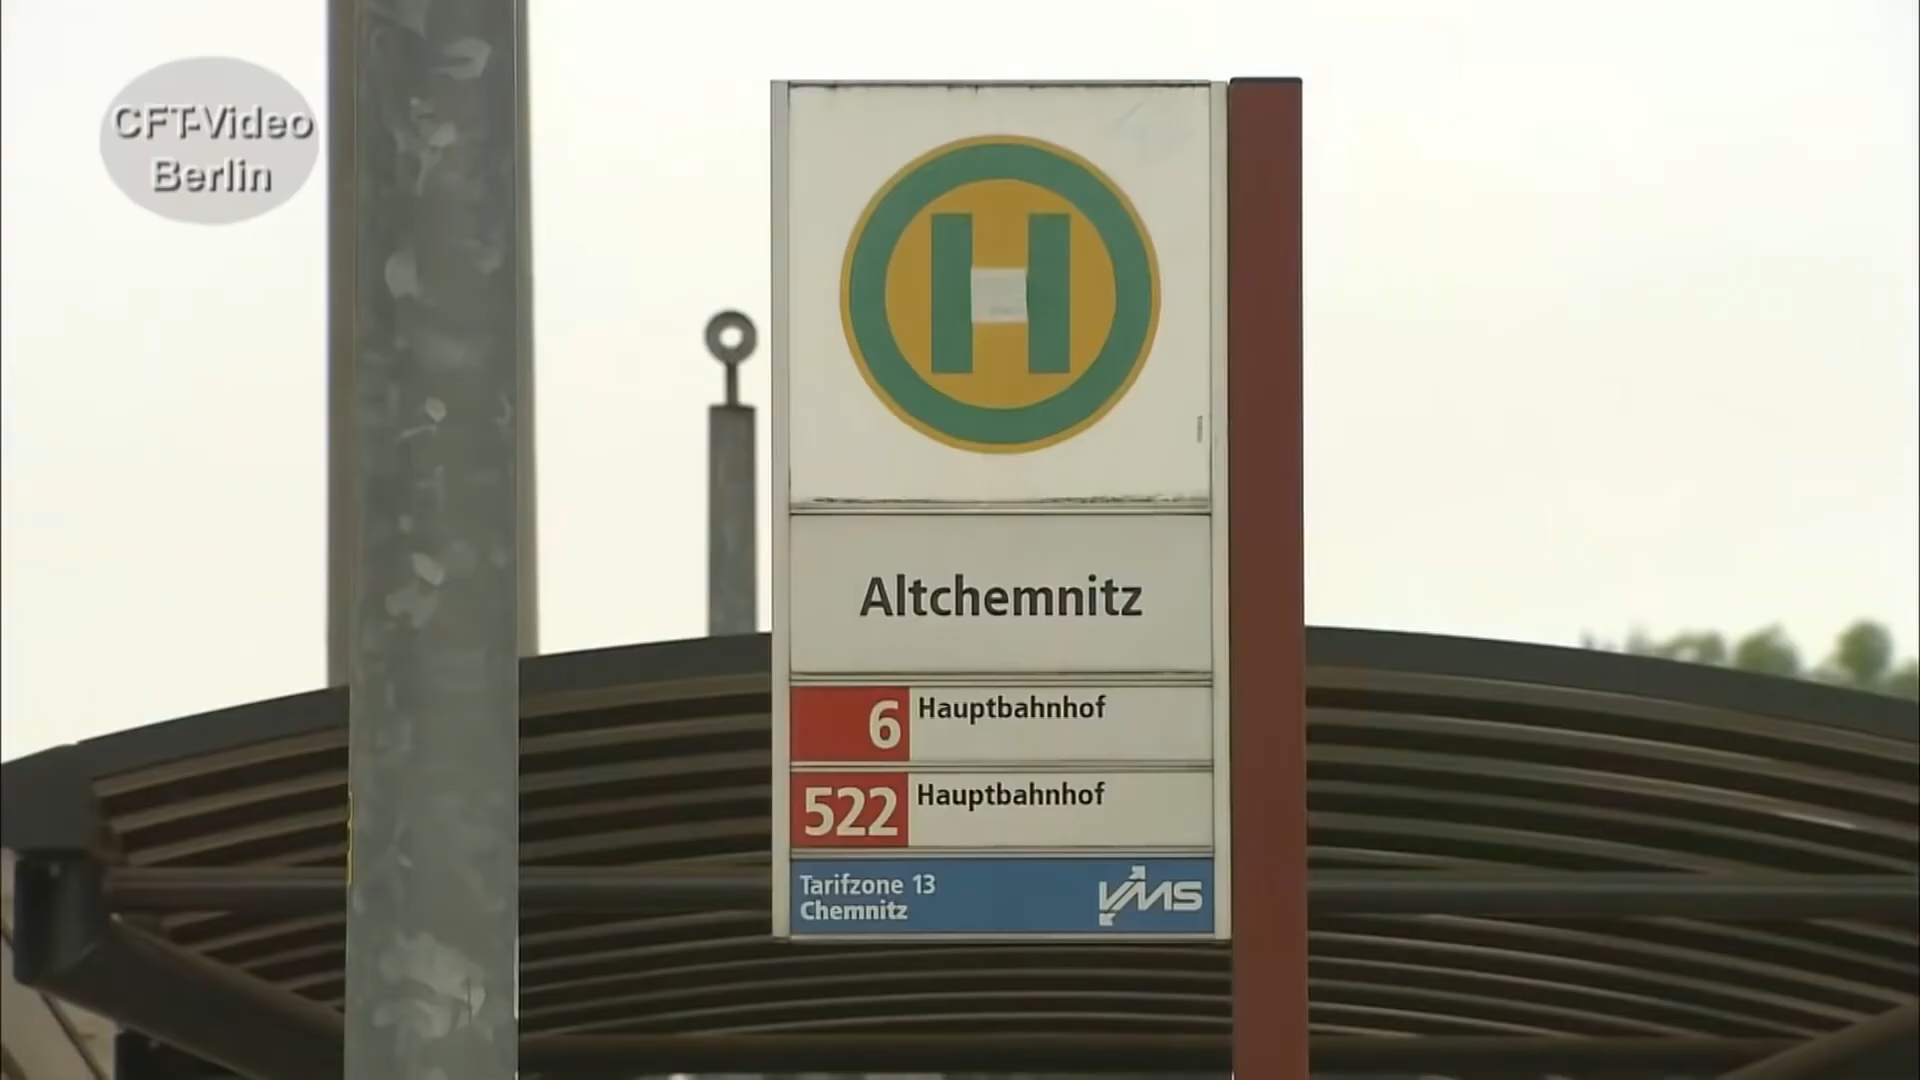 CFT-Video
Berlin
H
Altchemnitz
6 Hauptbahnhof
522 Hauptbahnhof
Tarifzone 13
Chemnitz
VMS